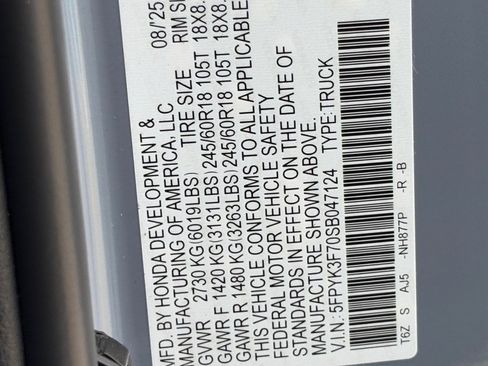 MFD. BY HONDA DEVELOPMENT & 08/'25
MANUFACTURING OF AMERICA, LLC
TIRE SIZE RIM SI
GVWR 2730 KG(6019LBS)
GAWR F 1420 KG(3131LBS) 245/60R18 105T 18X8.
GAWR R 1480 KG(3263LBS) 245/60R18 105T 18X8.
THIS VEHICLE CONFORMS TO ALL APPLICABLE
FEDERAL MOTOR VEHICLE SAFETY
STANDARDS IN EFFECT ON THE DATE OF
MANUFACTURE SHOWN ABOVE.
V.I.N.: 5FPYK3F70SB047124 TYPE:TRUCK
T6Z S AJ5 -NH877P -R -B